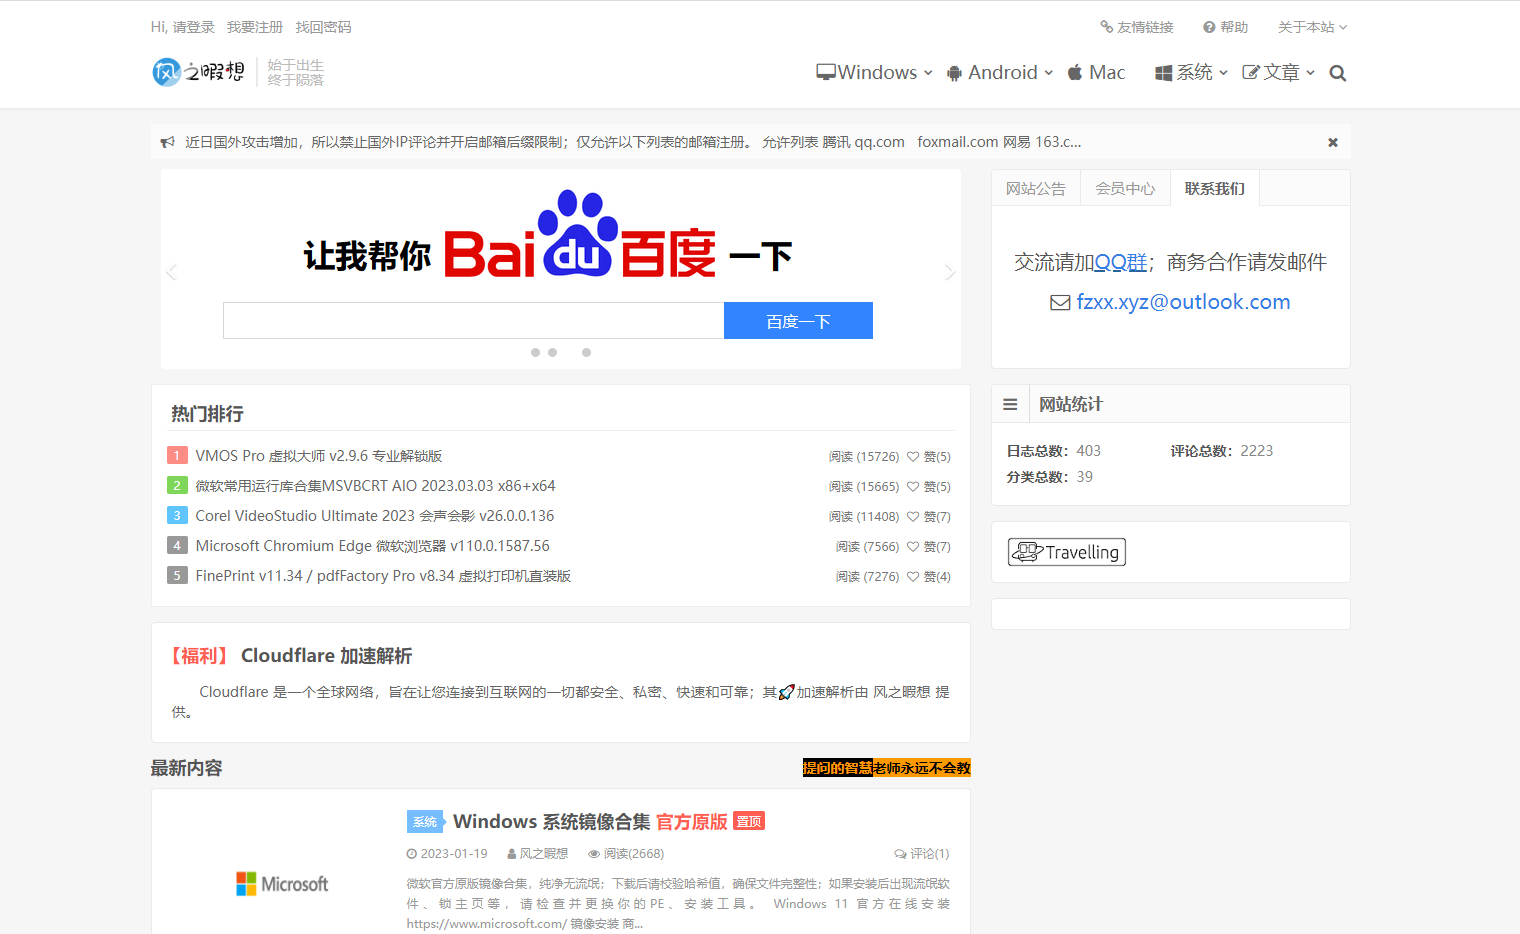 Hi, 请登录 我要注册 找回密码
友情链接 帮助 关于本站
风之暇想 始于出生
终于陨落
Windows Android Mac 系统 文章
近日国外攻击增加，所以禁止国外IP评论并开启邮箱后缀限制；仅允许以下列表的邮箱注册。 允许列表 腾讯 qq.com foxmail.com 网易 163.c...
让我帮你 Bai du 百度 一下
百度一下
网站公告 会员中心 联系我们
交流请加QQ群；商务合作请发邮件
fzxx.xyz@outlook.com
热门排行
1 VMOS Pro 虚拟大师 v2.9.6 专业解锁版 阅读 (15726) 赞(5)
2 微软常用运行库合集MSVBCRT AIO 2023.03.03 x86+x64 阅读 (15665) 赞(5)
3 Corel VideoStudio Ultimate 2023 会声会影 v26.0.0.136 阅读 (11408) 赞(7)
4 Microsoft Chromium Edge 微软浏览器 v110.0.1587.56 阅读 (7566) 赞(7)
5 FinePrint v11.34 / pdfFactory Pro v8.34 虚拟打印机直装版 阅读 (7276) 赞(4)
网站统计
日志总数：403 评论总数：2223
分类总数：39
Travelling
【福利】 Cloudflare 加速解析
Cloudflare 是一个全球网络，旨在让您连接到互联网的一切都安全、私密、快速和可靠；其🚀加速解析由 风之暇想 提
供。
最新内容 提问的智慧老师永远不会教
系统 Windows 系统镜像合集 官方原版 置顶
2023-01-19 风之暇想 阅读(2668) 评论(1)
Microsoft
微软官方原版镜像合集，纯净无流氓；下载后请校验哈希值，确保文件完整性；如果安装后出现流氓软
件、锁主页等，请检查并更换你的PE、安装工具。 Windows 11 官方在线安装
https://www.microsoft.com/ 镜像安装 商...